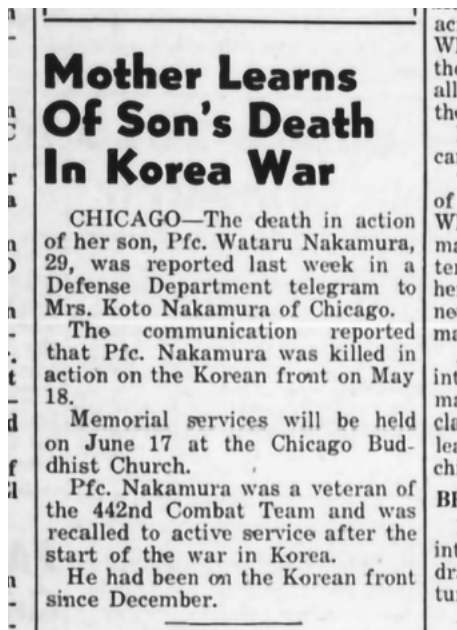 Mother Learns
Of Son's Death
In Korea War
CHICAGO—The death in action
of her son, Pfc. Wataru Nakamura,
29, was reported last week in a
Defense Department telegram to
Mrs. Koto Nakamura of Chicago.
The communication reported
that Pfc. Nakamura was killed in
action on the Korean front on May
18.
Memorial services will be held
on June 17 at the Chicago Bud-
dhist Church.
Pfc. Nakamura was a veteran of
the 442nd Combat Team and was
recalled to active service after the
start of the war in Korea.
He had been on the Korean front
since December.